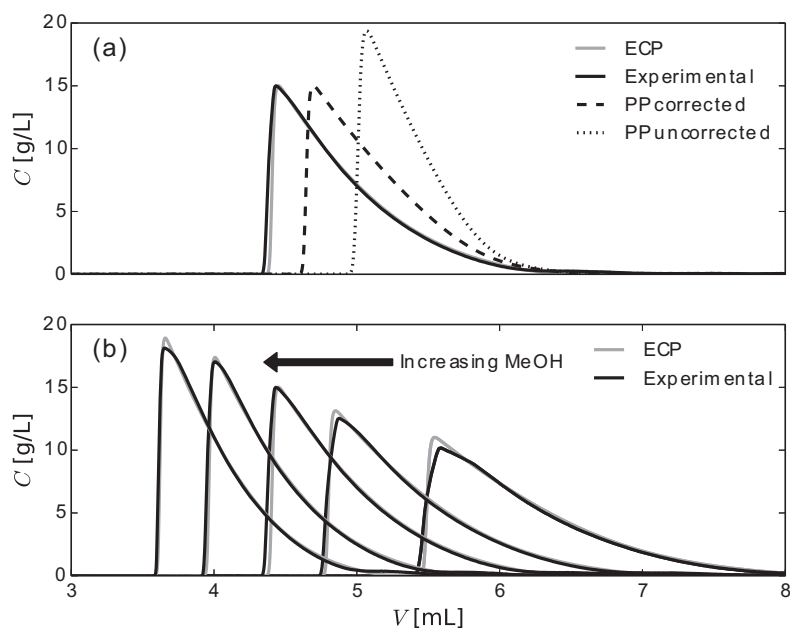 20
(a)
ECP
Experimental
PP corrected
PP uncorrected
15
10
5
0
C [g/L]
20
(b)
Increasing MeOH
ECP
Experimental
15
10
5
0
C [g/L]
3 4 5 6 7 8
V [mL]